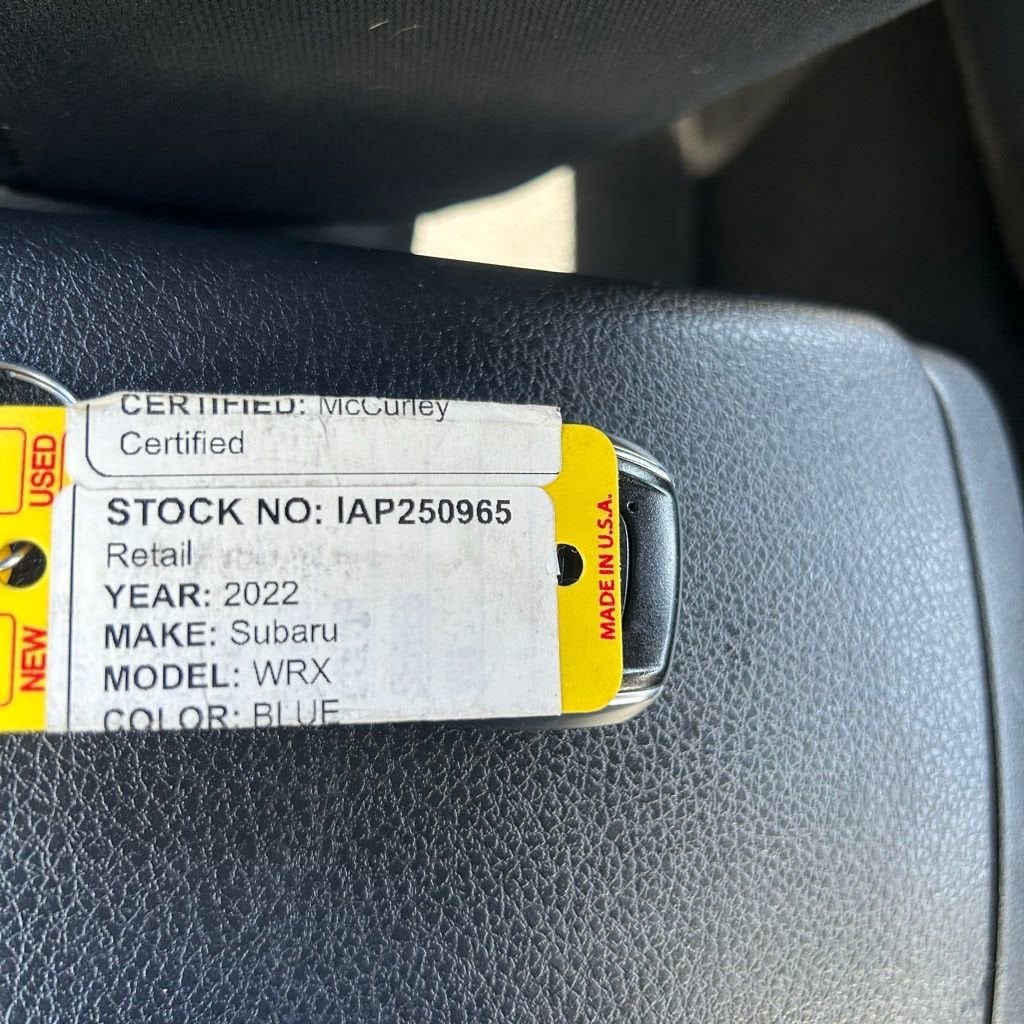 CERTIFIED: McCurley
Certified
STOCK NO: IAP250965
Retail
YEAR: 2022
MAKE: Subaru
MODEL: WRX
COLOR: BLUE
USED
NEW
MADE IN U.S.A.